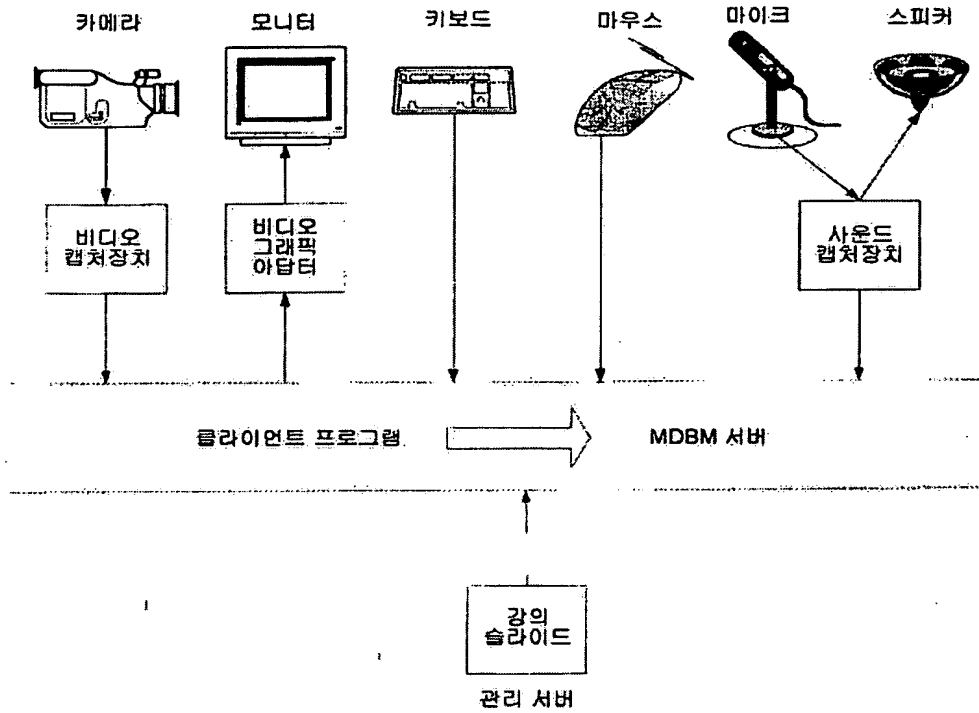 카메라
모니터
키보드
마우스
마이크
스피커
비디오
캡처장치
비디오
그래픽
아답터
사운드
캡처장치
클라이언트 프로그램
MDBM 서버
강의
슬라이드
관리 서버